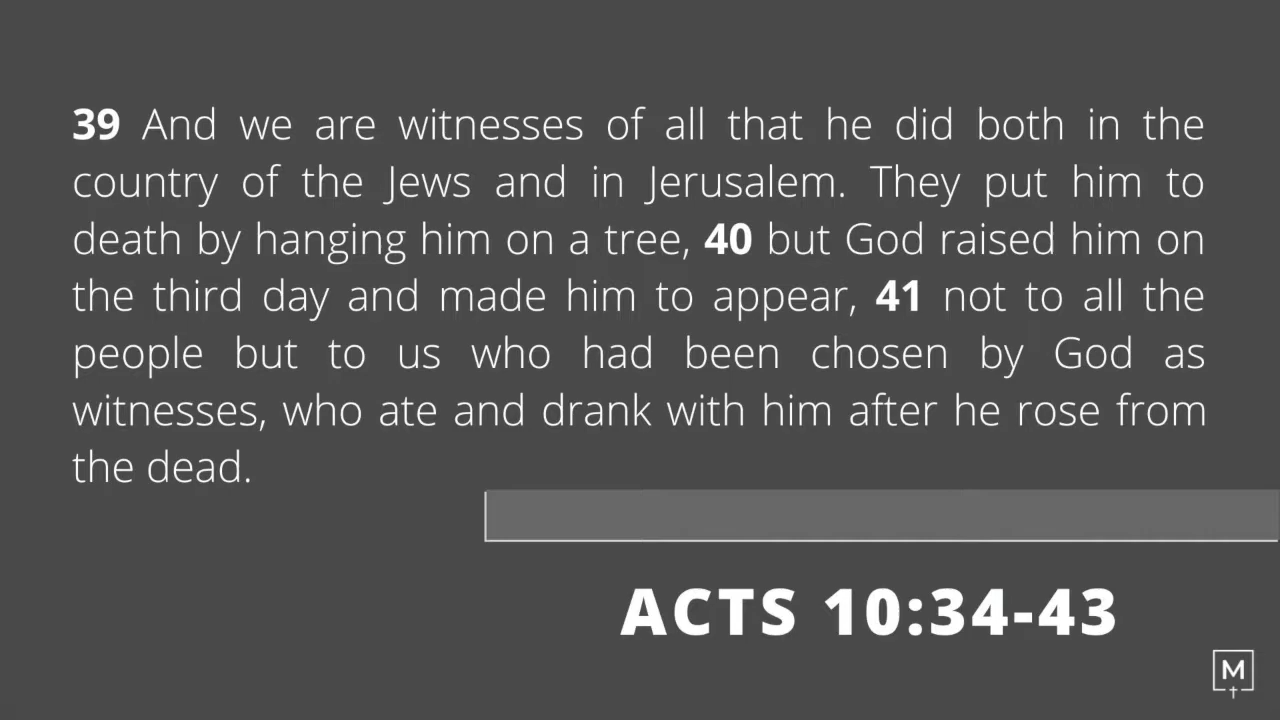 39 And we are witnesses of all that he did both in the
country of the Jews and in Jerusalem. They put him to
death by hanging him on a tree, 40 but God raised him on
the third day and made him to appear, 41 not to all the
people but to us who had been chosen by God as
witnesses, who ate and drank with him after he rose from
the dead.
ACTS 10:34-43
M